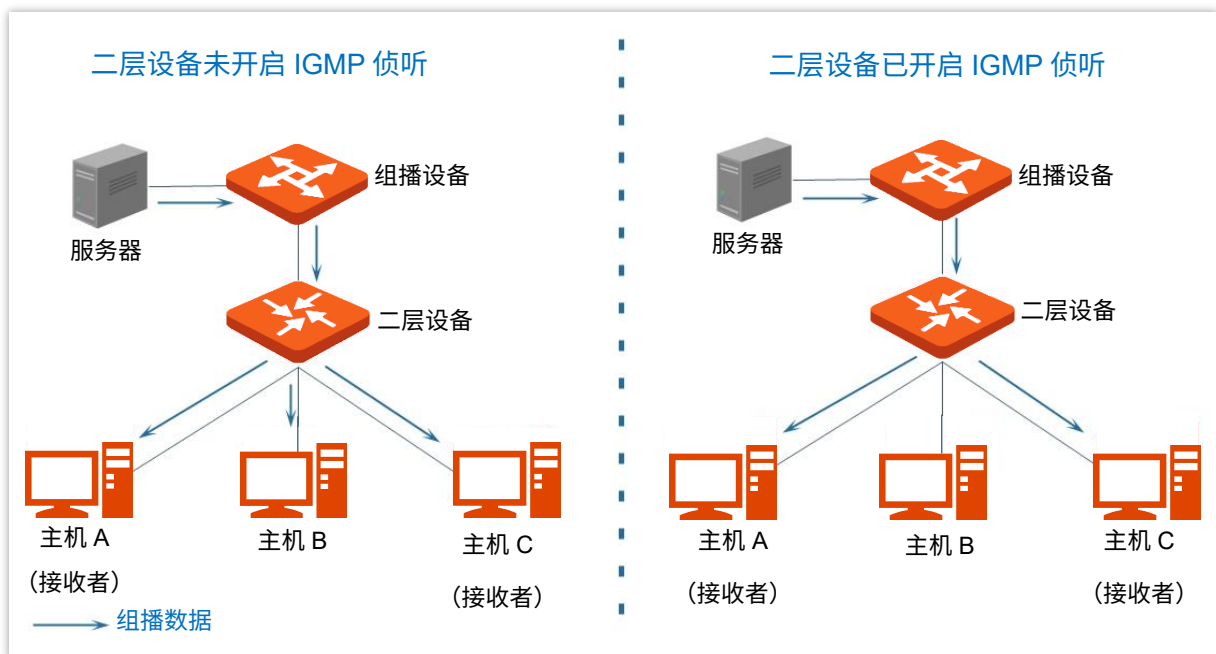 二层设备未开启 IGMP 侦听
组播设备
服务器
二层设备
主机 A
主机 B
主机 C
（接收者）
（接收者）
组播数据
二层设备已开启 IGMP 侦听
组播设备
服务器
二层设备
主机 A
主机 B
主机 C
（接收者）
（接收者）